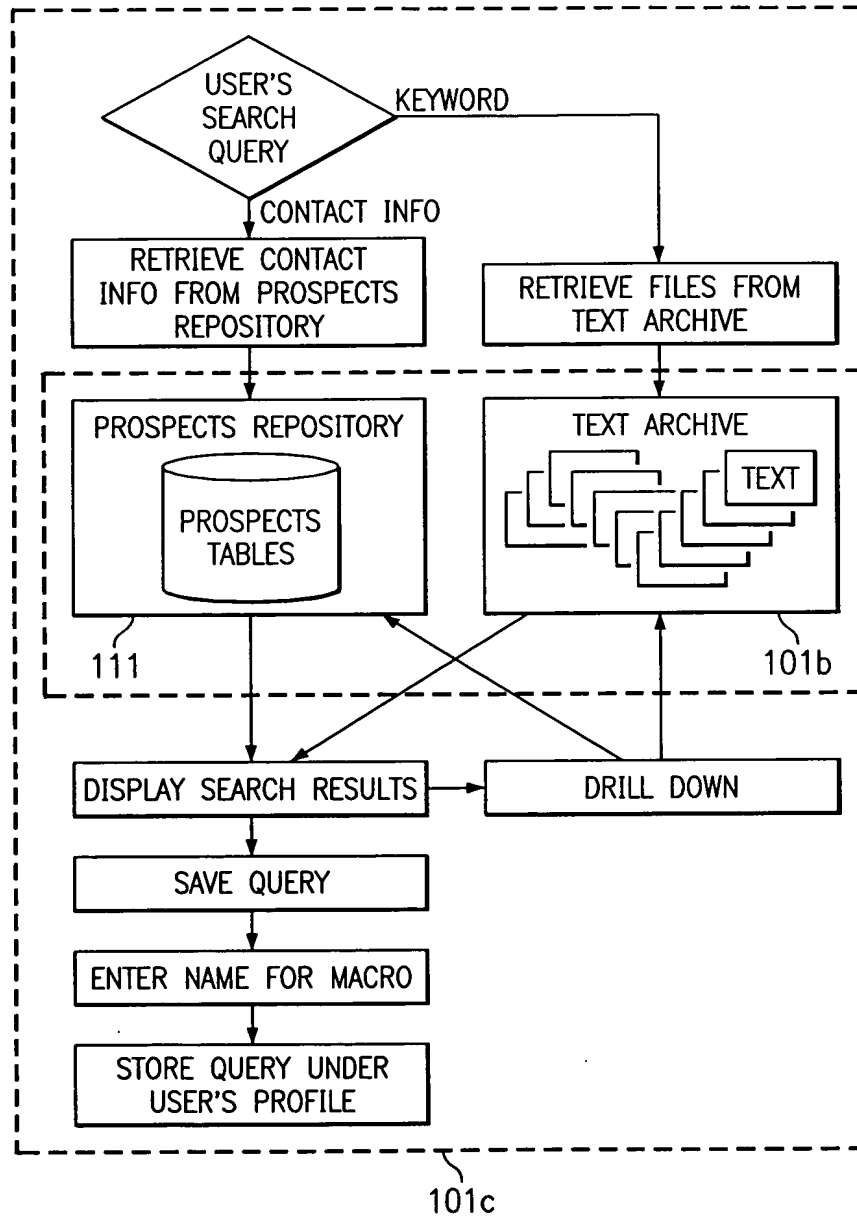 USER'S
SEARCH
QUERY
KEYWORD
CONTACT INFO
RETRIEVE CONTACT
INFO FROM PROSPECTS
REPOSITORY
RETRIEVE FILES FROM
TEXT ARCHIVE
PROSPECTS REPOSITORY
PROSPECTS
TABLES
TEXT ARCHIVE
TEXT
111
101b
DISPLAY SEARCH RESULTS
DRILL DOWN
SAVE QUERY
ENTER NAME FOR MACRO
STORE QUERY UNDER
USER'S PROFILE
101c